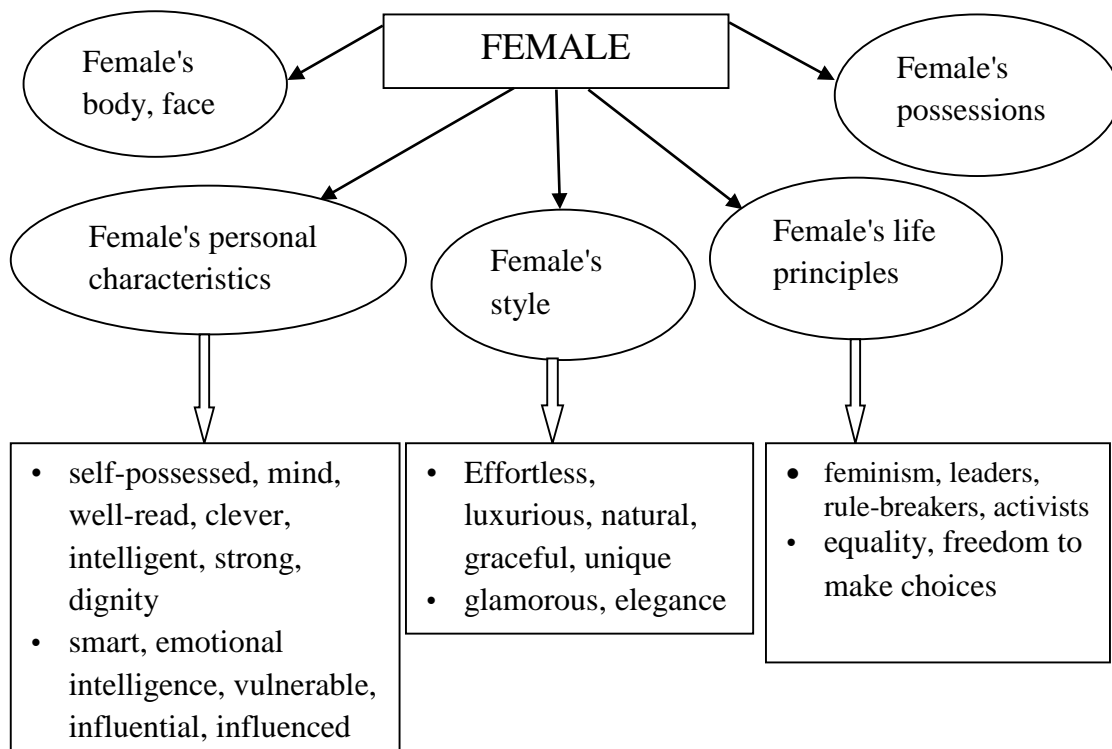 FEMALE
Female's
body, face
Female's
possessions
Female's personal
characteristics
Female's
style
Female's life
principles
• self-possessed, mind,
well-read, clever,
intelligent, strong,
dignity
• smart, emotional
intelligence, vulnerable,
influential, influenced
• Effortless,
luxurious, natural,
graceful, unique
• glamorous, elegance
• feminism, leaders,
rule-breakers, activists
• equality, freedom to
make choices